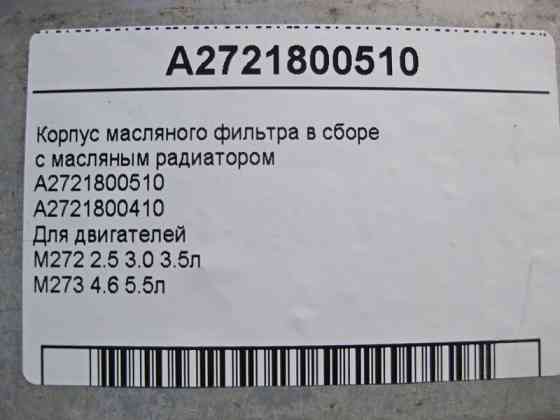 A2721800510
Корпус масляного фильтра в сборе
с масляным радиатором
A2721800510
A2721800410
Для двигателей
M272 2.5 3.0 3.5л
M273 4.6 5.5л